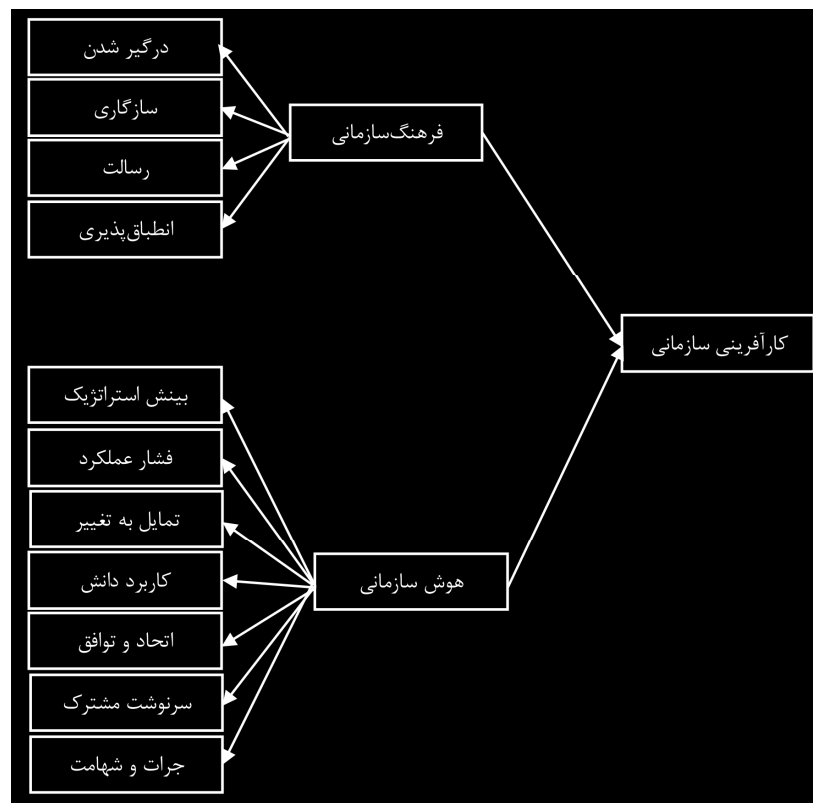 درگیر شدن
سازگاری
رسالت
انطباق‌پذیری
فرهنگ‌سازمانی
کارآفرینی سازمانی
بینش استراتژیک
فشار عملکرد
تمایل به تغییر
کاربرد دانش
اتحاد و توافق
سرنوشت مشترک
جرات و شهامت
هوش سازمانی